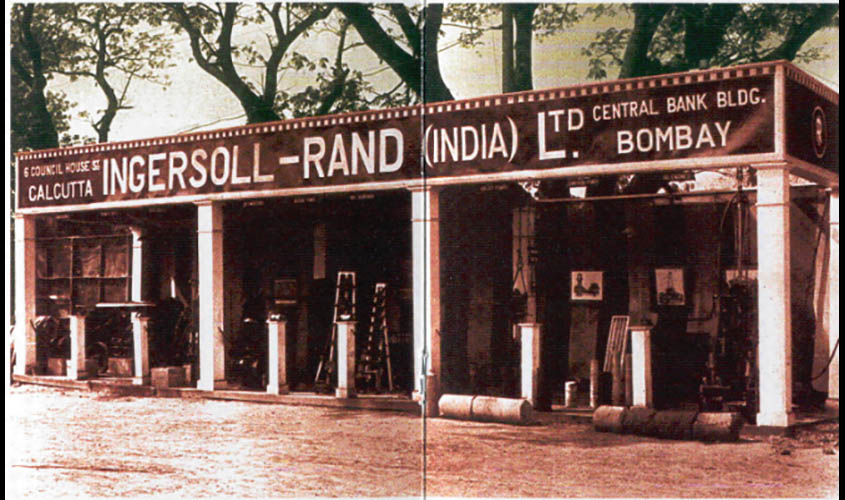 6 COUNCIL HOUSE ST
CALCUTTA
INGERSOLL-RAND (INDIA) LTD.
CENTRAL BANK BLDG.
BOMBAY